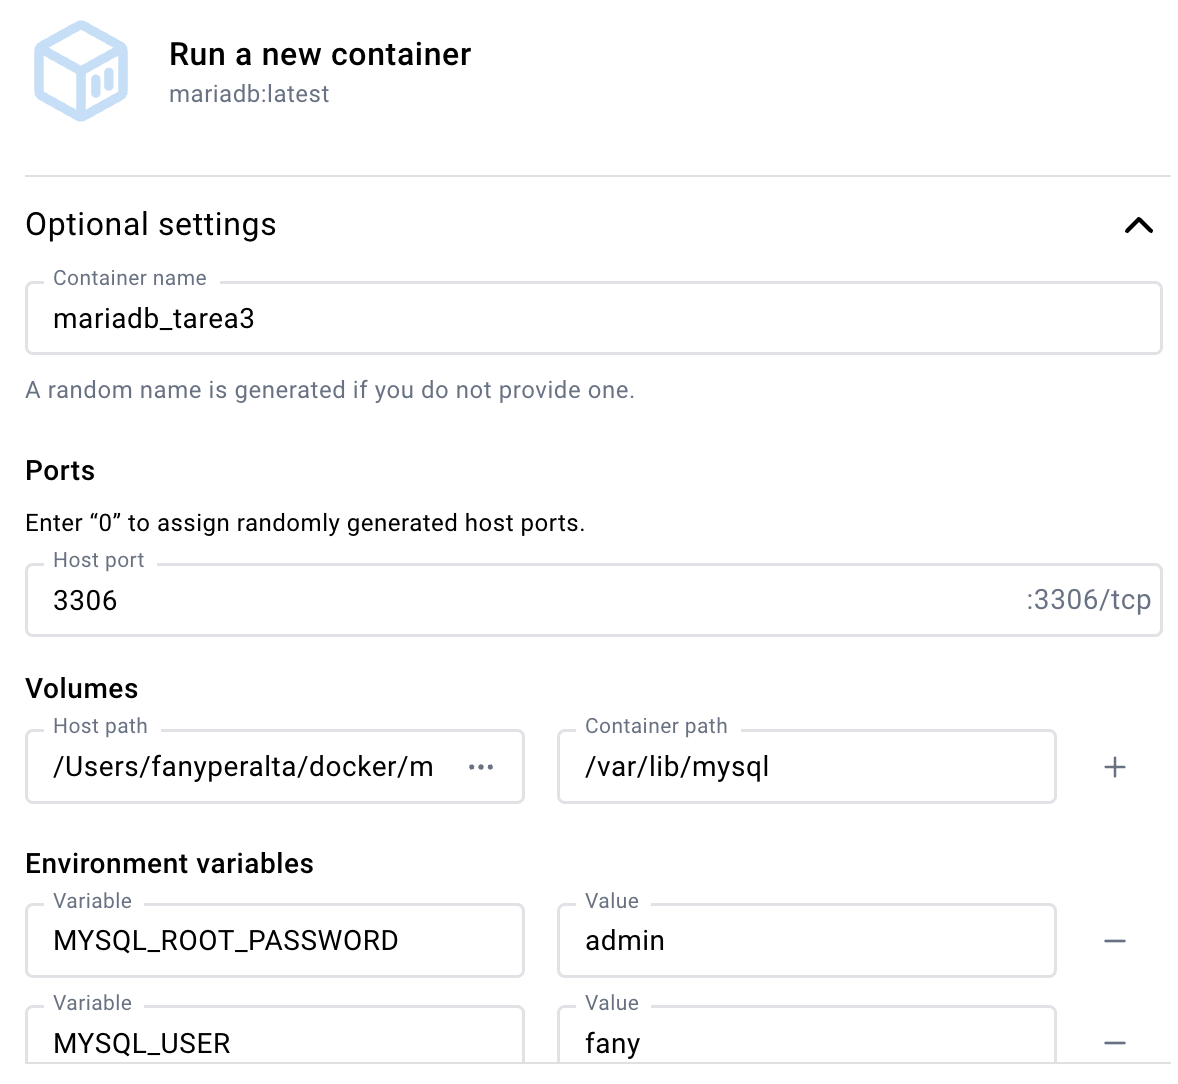 Run a new container
mariadb:latest
Optional settings
Container name
mariadb_tarea3
A random name is generated if you do not provide one.
Ports
Enter “0” to assign randomly generated host ports.
Host port
3306 :3306/tcp
Volumes
Host path Container path
/Users/fanyperalta/docker/m ... /var/lib/mysql +
Environment variables
Variable Value
MYSQL_ROOT_PASSWORD admin −
Variable Value
MYSQL_USER fany −